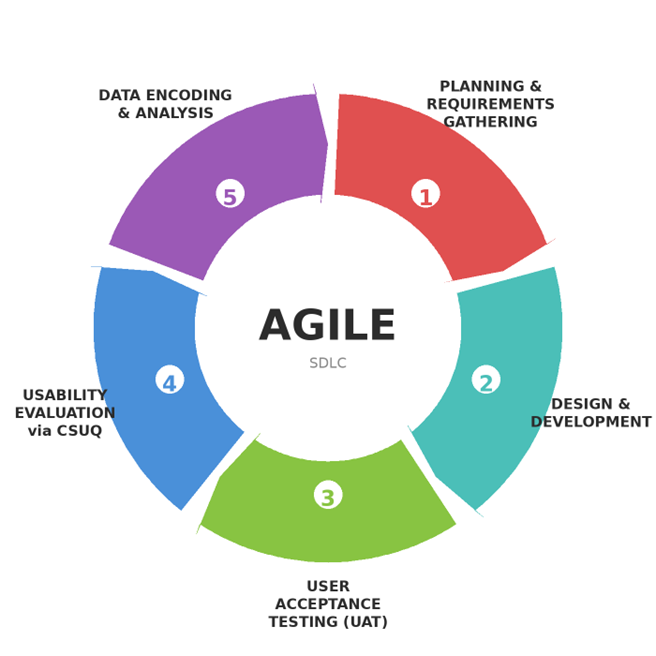 PLANNING &
REQUIREMENTS
GATHERING
1
DESIGN &
DEVELOPMENT
2
USER
ACCEPTANCE
TESTING (UAT)
3
USABILITY
EVALUATION
via CSUQ
4
DATA ENCODING
& ANALYSIS
5
AGILE
SDLC